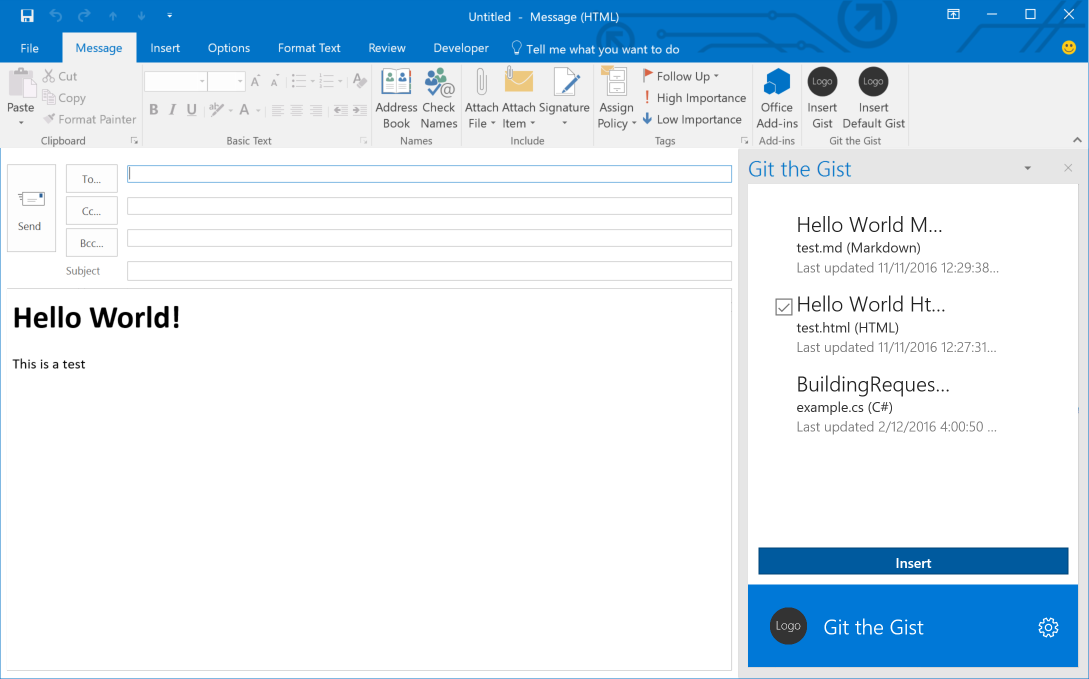 Untitled - Message (HTML)
File Message Insert Options Format Text Review Developer Tell me what you want to do
Paste
Cut
Copy
Format Painter
Clipboard
B I U A
Basic Text
Address Book
Check Names
Names
Attach File
Attach Item
Signature
Include
Assign Policy
Follow Up
High Importance
Low Importance
Tags
Office Add-ins
Add-ins
Logo
Insert Gist
Logo
Insert Default Gist
Git the Gist
Send
To...
Cc...
Bcc...
Subject
Hello World!
This is a test
Git the Gist
Hello World M...
test.md (Markdown)
Last updated 11/11/2016 12:29:38...
Hello World Ht...
test.html (HTML)
Last updated 11/11/2016 12:27:31...
BuildingReques...
example.cs (C#)
Last updated 2/12/2016 4:00:50 ...
Insert
Logo
Git the Gist